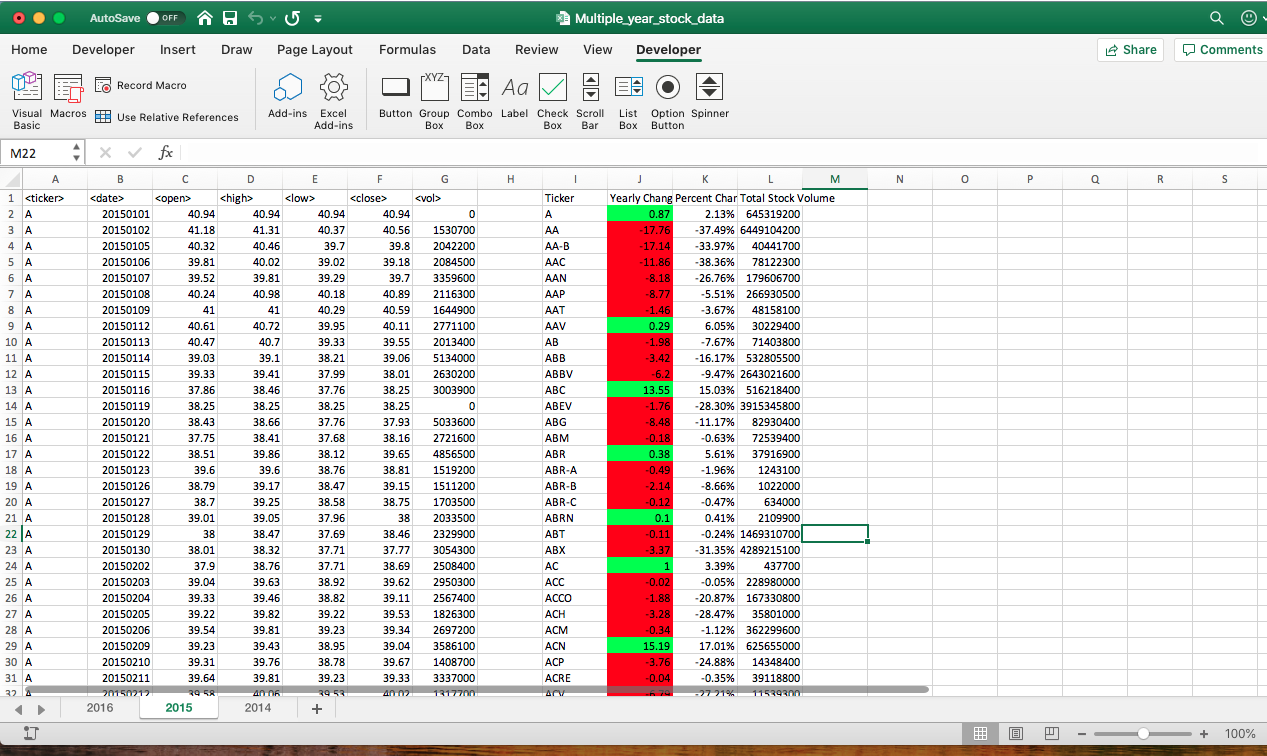 AutoSave OFF Multiple_year_stock_data
Home Developer Insert Draw Page Layout Formulas Data Review View Developer Share Comments
Visual Basic Macros Record Macro Use Relative References Add-ins Excel Add-ins Button Group Box Combo Box Label Check Box Scroll Bar List Box Option Button Spinner
XYZ Aa
M22 fx
A B C D E F G H I J K L M N O P Q R S
1 <ticker> <date> <open> <high> <low> <close> <vol> Ticker Yearly Chang Percent Char Total Stock Volume
2 A 20150101 40.94 40.94 40.94 40.94 0 A 0.87 2.13% 645319200
3 A 20150102 41.18 41.31 40.37 40.56 1530700 AA -17.76 -37.49% 6449104200
4 A 20150105 40.32 40.46 39.7 39.8 2042200 AA-B -17.14 -33.97% 40441700
5 A 20150106 39.81 40.02 39.02 39.18 2084500 AAC -11.86 -38.36% 78122300
6 A 20150107 39.52 39.81 39.29 39.7 3359600 AAN -8.18 -26.76% 179606700
7 A 20150108 40.24 40.98 40.18 40.89 2116300 AAP -8.77 -5.51% 266930500
8 A 20150109 41 41 40.29 40.59 1644900 AAT -1.46 -3.67% 48158100
9 A 20150112 40.61 40.72 39.95 40.11 2771100 AAV 0.29 6.05% 30229400
10 A 20150113 40.47 40.7 39.33 39.55 2013400 AB -1.98 -7.67% 71403800
11 A 20150114 39.03 39.1 38.21 39.06 5134000 ABB -3.42 -16.17% 532805500
12 A 20150115 39.33 39.41 37.99 38.01 2630200 ABBV -6.2 -9.47% 2643021600
13 A 20150116 37.86 38.46 37.76 38.25 3003900 ABC 13.55 15.03% 516218400
14 A 20150119 38.25 38.25 38.25 38.25 0 ABEV -1.76 -28.30% 3915345800
15 A 20150120 38.43 38.66 37.76 37.93 5033600 ABG -8.48 -11.17% 82930400
16 A 20150121 37.75 38.41 37.68 38.16 2721600 ABM -0.18 -0.63% 72539400
17 A 20150122 38.51 39.86 38.12 39.65 4856500 ABR 0.38 5.61% 37916900
18 A 20150123 39.6 39.6 38.76 38.81 1519200 ABR-A -0.49 -1.96% 1243100
19 A 20150126 38.79 39.17 38.47 39.15 1511200 ABR-B -2.14 -8.66% 1022000
20 A 20150127 38.7 39.25 38.58 38.75 1703500 ABR-C -0.12 -0.47% 634000
21 A 20150128 39.01 39.05 37.96 38 2033500 ABRN 0.1 0.41% 2109900
22 A 20150129 38 38.47 37.69 38.46 2329900 ABT -0.11 -0.24% 1469310700
23 A 20150130 38.01 38.32 37.71 37.77 3054300 ABX -3.37 -31.35% 4289215100
24 A 20150202 37.9 38.76 37.71 38.69 2508400 AC 1 3.39% 437700
25 A 20150203 39.04 39.63 38.92 39.62 2950300 ACC -0.02 -0.05% 228980000
26 A 20150204 39.33 39.46 38.82 39.11 2567400 ACCO -1.88 -20.87% 167330800
27 A 20150205 39.22 39.82 39.22 39.53 1826300 ACH -3.28 -28.47% 35801000
28 A 20150206 39.54 39.81 39.23 39.34 2697200 ACM -0.34 -1.12% 362299600
29 A 20150209 39.23 39.43 38.95 39.04 3586100 ACN 15.19 17.01% 625655000
30 A 20150210 39.31 39.76 38.78 39.67 1408700 ACP -3.76 -24.88% 14348400
31 A 20150211 39.64 39.81 39.23 39.33 3337000 ACRE -0.04 -0.35% 39118800
32 A 20150212 39.58 40.06 39.53 40.02 1317700 ACV -6.79 -27.21% 11539300
2016 2015 2014 +
100%